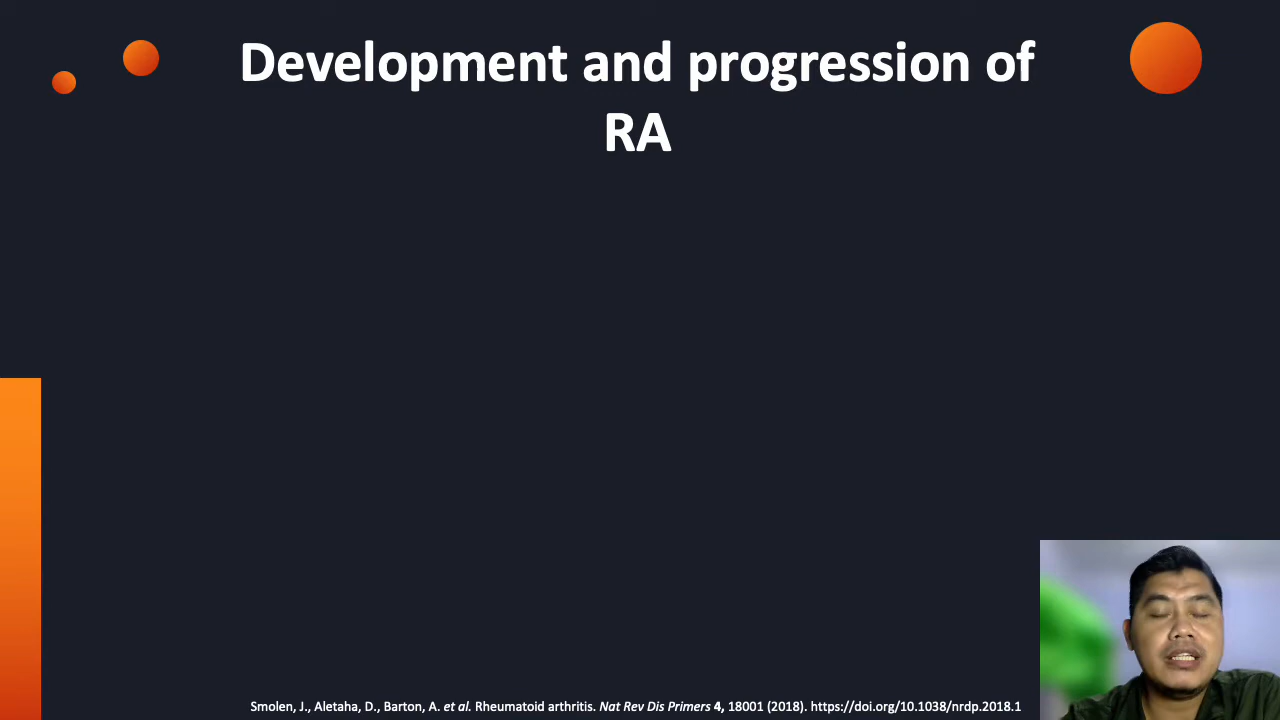 Development and progression of
RA
Smolen, J., Aletaha, D., Barton, A. et al. Rheumatoid arthritis. Nat Rev Dis Primers 4, 18001 (2018). https://doi.org/10.1038/nrdp.2018.1